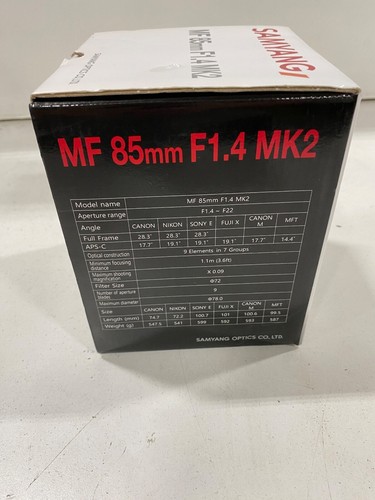 SAMYANG
MF 85mm F1.4 MK2
MF 85mm F1.4 MK2
Model name MF 85mm F1.4 MK2
Aperture range F1.4 ~ F22
Angle CANON NIKON SONY E FUJI X CANON M MFT
Full Frame 28.3˚ 28.3˚ 28.3˚
APS-C 17.7˚ 19.1˚ 19.1˚ 19.1˚ 17.7˚ 14.4˚
Optical construction 9 Elements in 7 Groups
Minimum focusing distance 1.1m (3.6ft)
Maximum shooting magnification X 0.09
Filter Size Φ72
Number of aperture blades 9
Maximum diameter Φ78.0
Size CANON NIKON SONY E FUJI X CANON M MFT
Length (mm) 74.7 72.2 100.7 101 100.6 99.5
Weight (g) 547.5 541 599 592 593 587
SAMYANG OPTICS CO., LTD.